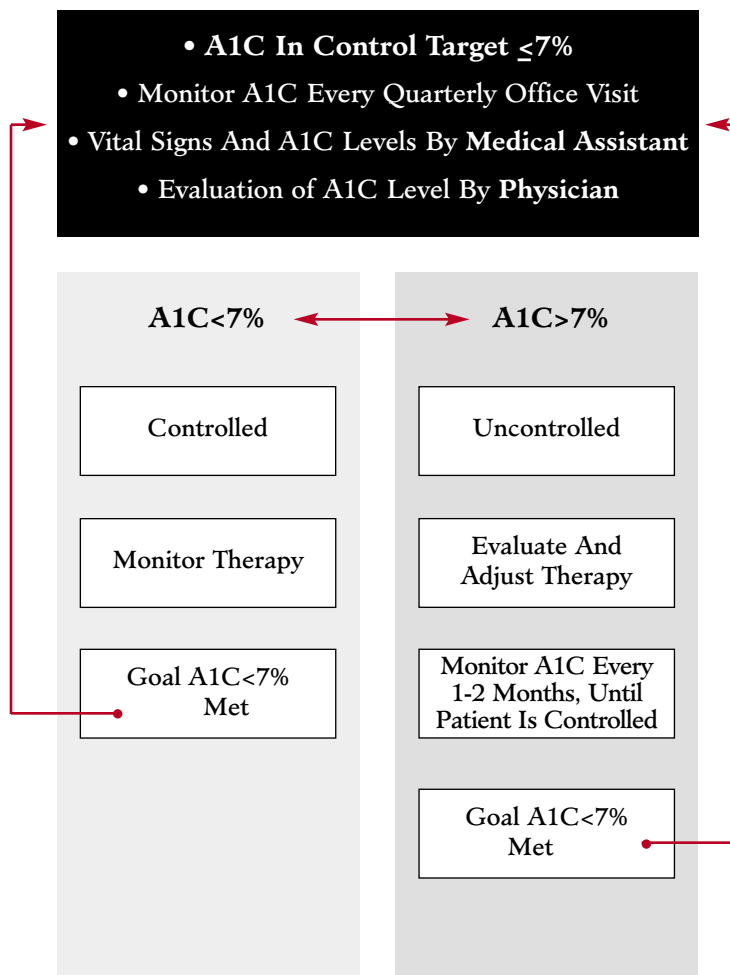 • A1C In Control Target ≤7%
• Monitor A1C Every Quarterly Office Visit
• Vital Signs And A1C Levels By Medical Assistant
• Evaluation of A1C Level By Physician
A1C<7%
Controlled
Monitor Therapy
Goal A1C<7%
Met
A1C>7%
Uncontrolled
Evaluate And
Adjust Therapy
Monitor A1C Every
1-2 Months, Until
Patient Is Controlled
Goal A1C<7%
Met